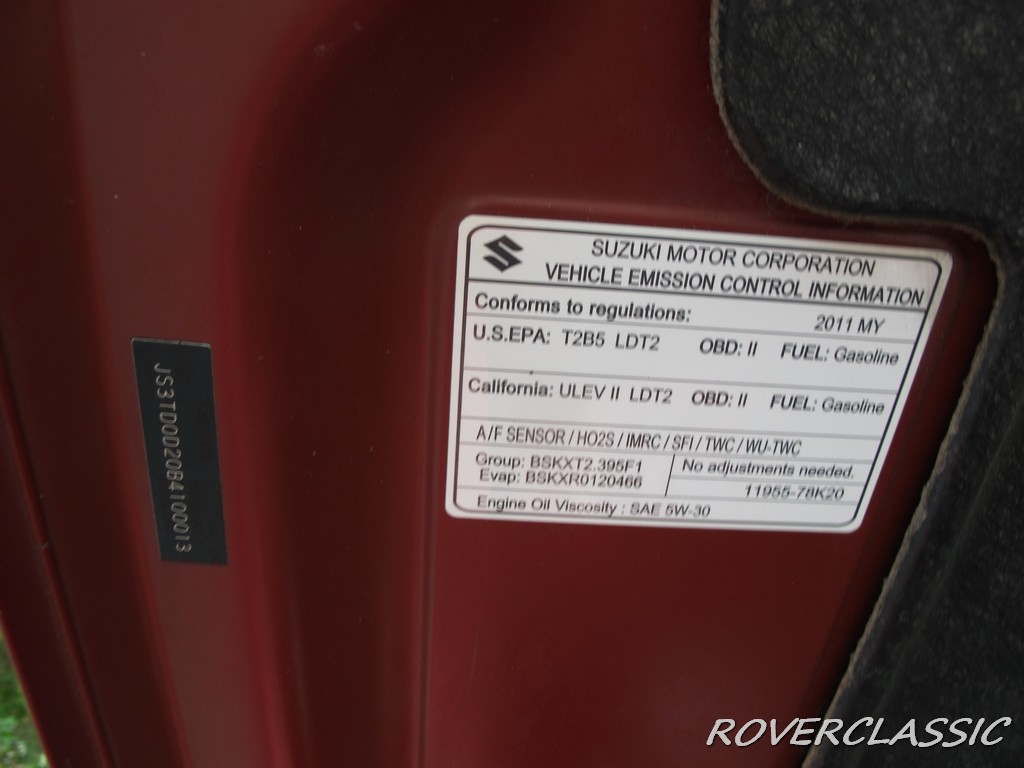 JS3TD0D20B4100013
SUZUKI MOTOR CORPORATION
VEHICLE EMISSION CONTROL INFORMATION
Conforms to regulations: 2011 MY
U.S.EPA: T2B5 LDT2 OBD: II FUEL: Gasoline
California: ULEV II LDT2 OBD: II FUEL: Gasoline
A/F SENSOR / HO2S / IMRC / SFI / TWC / WU-TWC
Group: BSKXT2.395F1 No adjustments needed.
Evap: BSKXR0120466 11955-78K20
Engine Oil Viscosity : SAE 5W-30
ROVERCLASSIC